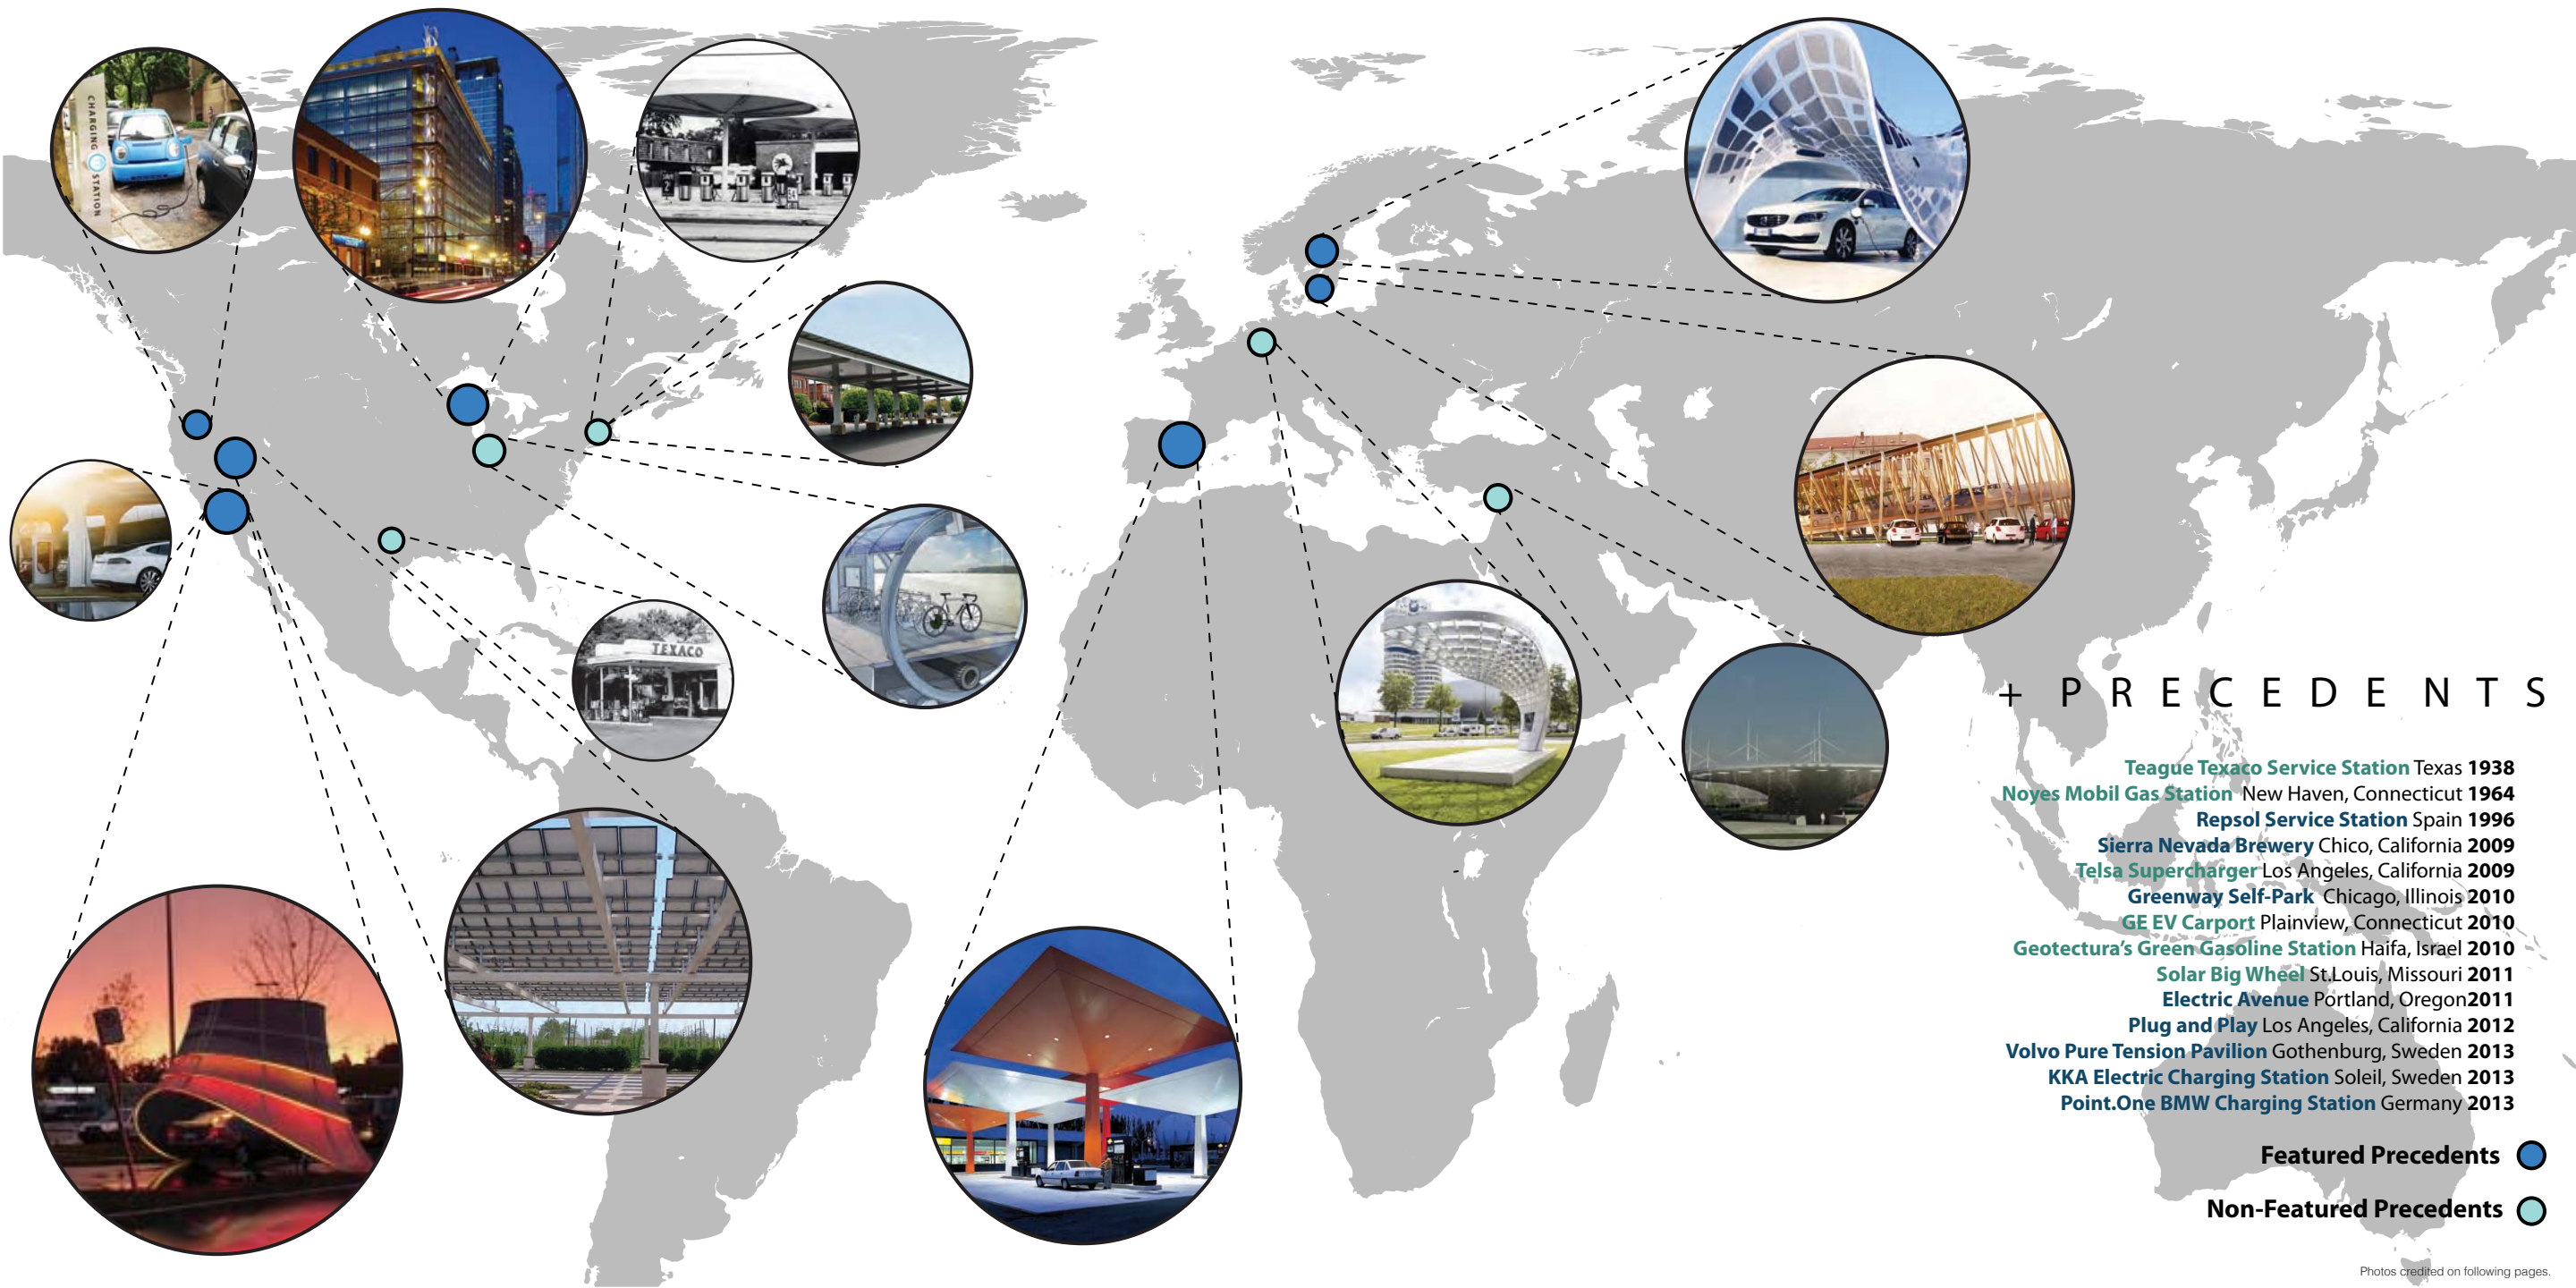 CHARGING STATION
TEXACO
+ PRECEDENTS
Teague Texaco Service Station Texas 1938
Noyes Mobil Gas Station New Haven, Connecticut 1964
Repsol Service Station Spain 1996
Sierra Nevada Brewery Chico, California 2009
Telsa Supercharger Los Angeles, California 2009
Greenway Self-Park Chicago, Illinois 2010
GE EV Carport Plainview, Connecticut 2010
Geotectura's Green Gasoline Station Haifa, Israel 2010
Solar Big Wheel St.Louis, Missouri 2011
Electric Avenue Portland, Oregon2011
Plug and Play Los Angeles, California 2012
Volvo Pure Tension Pavilion Gothenburg, Sweden 2013
KKA Electric Charging Station Soleil, Sweden 2013
Point.One BMW Charging Station Germany 2013
Featured Precedents
Non-Featured Precedents
Photos credited on following pages.